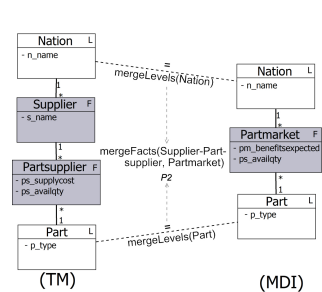 Nation L
- n_name
1
*
Supplier F
- s_name
1
*
Partsupplier F
- ps_supplycost
- ps_availqty
*
1
Part L
- p_type
(TM)
=
mergeLevels(Nation)
mergeFacts(Supplier-Part-
supplier, Partmarket)
P2
=
mergeLevels(Part)
Nation L
- n_name
1
*
Partmarket F
- pm_benefitsexpected
- ps_availqty
*
1
Part L
- p_type
(MDI)